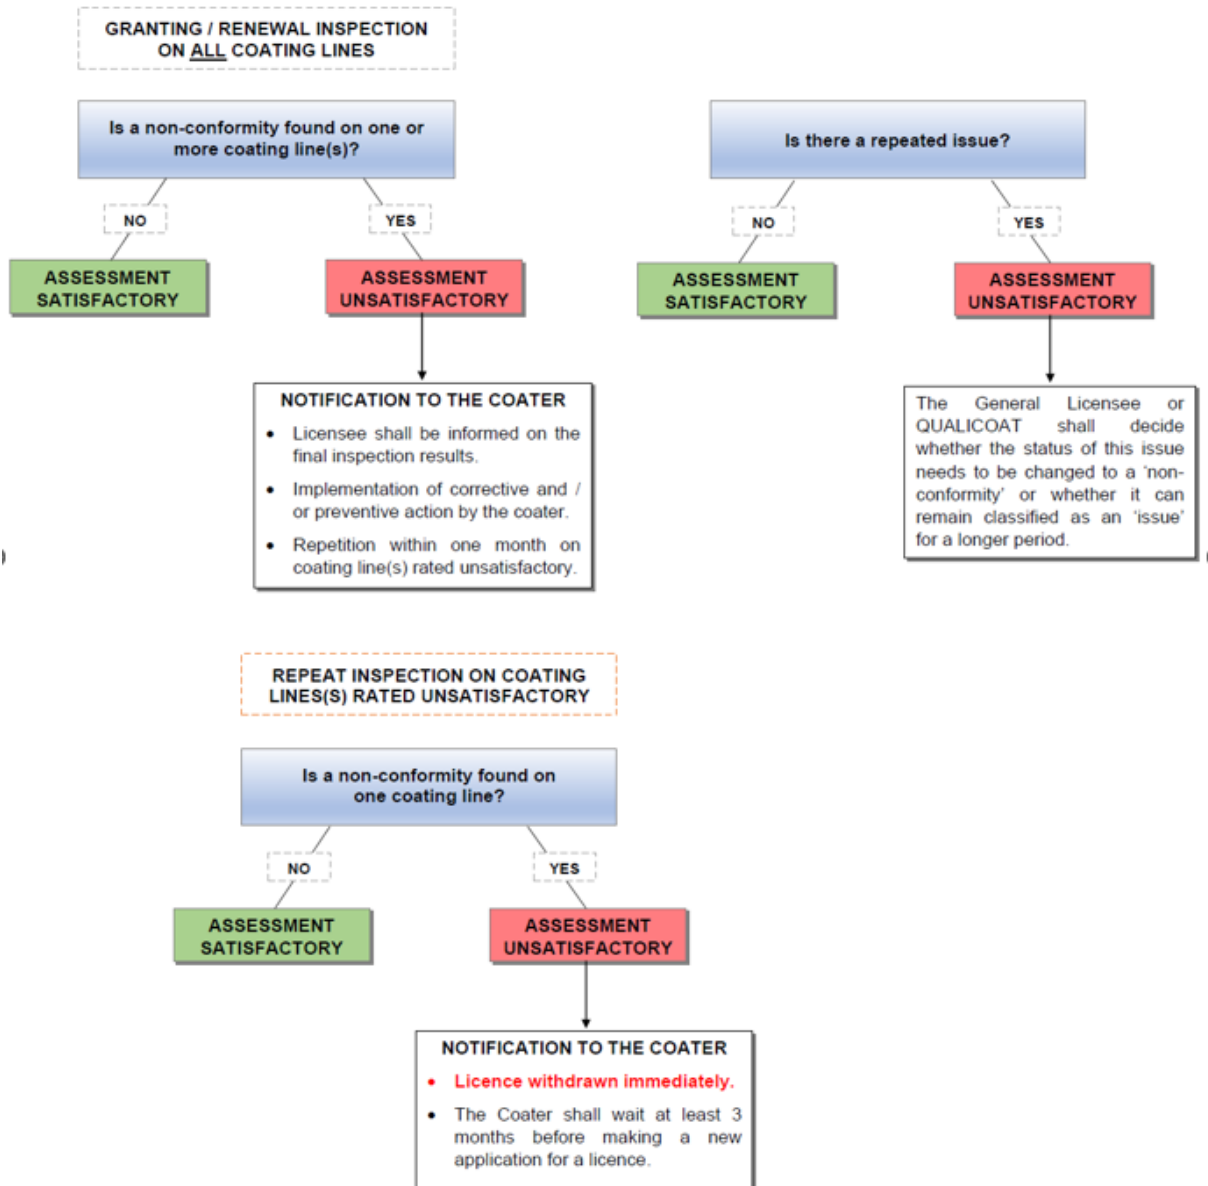 GRANTING / RENEWAL INSPECTION
ON ALL COATING LINES
Is a non-conformity found on one or
more coating line(s)?
NO
YES
ASSESSMENT
SATISFACTORY
ASSESSMENT
UNSATISFACTORY
NOTIFICATION TO THE COATER
• Licensee shall be informed on the
final inspection results.
• Implementation of corrective and /
or preventive action by the coater.
• Repetition within one month on
coating line(s) rated unsatisfactory.
Is there a repeated issue?
NO
YES
ASSESSMENT
SATISFACTORY
ASSESSMENT
UNSATISFACTORY
The General Licensee or
QUALICOAT shall decide
whether the status of this issue
needs to be changed to a ‘non-
conformity’ or whether it can
remain classified as an ‘issue’
for a longer period.
REPEAT INSPECTION ON COATING
LINES(S) RATED UNSATISFACTORY
Is a non-conformity found on
one coating line?
NO
YES
ASSESSMENT
SATISFACTORY
ASSESSMENT
UNSATISFACTORY
NOTIFICATION TO THE COATER
• Licence withdrawn immediately.
• The Coater shall wait at least 3
months before making a new
application for a licence.